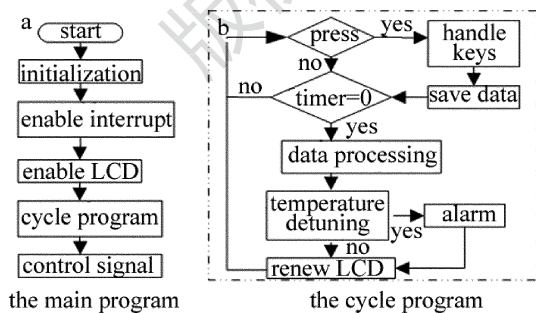 a
start
initialization
enable interrupt
enable LCD
cycle program
control signal
the main program
b
press
yes
handle
keys
no
save data
no
timer=0
yes
data processing
temperature
detuning
yes
alarm
no
renew LCD
the cycle program